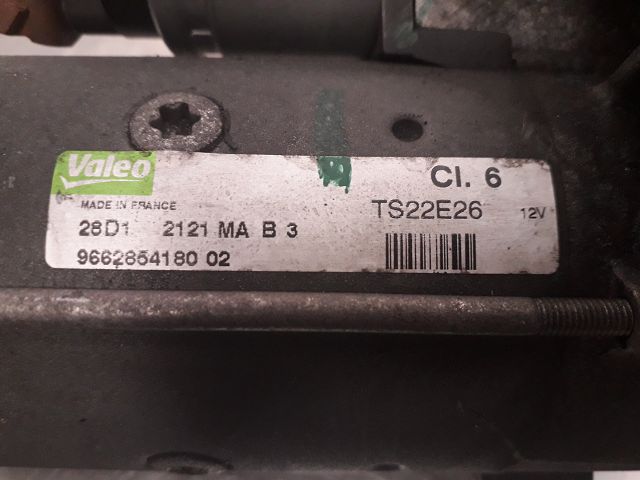 Valeo
Cl. 6
MADE IN FRANCE
TS22E26 12V
28D1 2121 MA B 3
9662854180 02